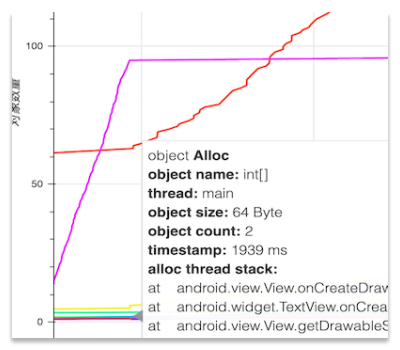 100
50
0
对象数量
object Alloc
object name: int[]
thread: main
object size: 64 Byte
object count: 2
timestamp: 1939 ms
alloc thread stack:
at android.view.View.onCreateDraw
at android.widget.TextView.onCrea
at android.view.View.getDrawableS